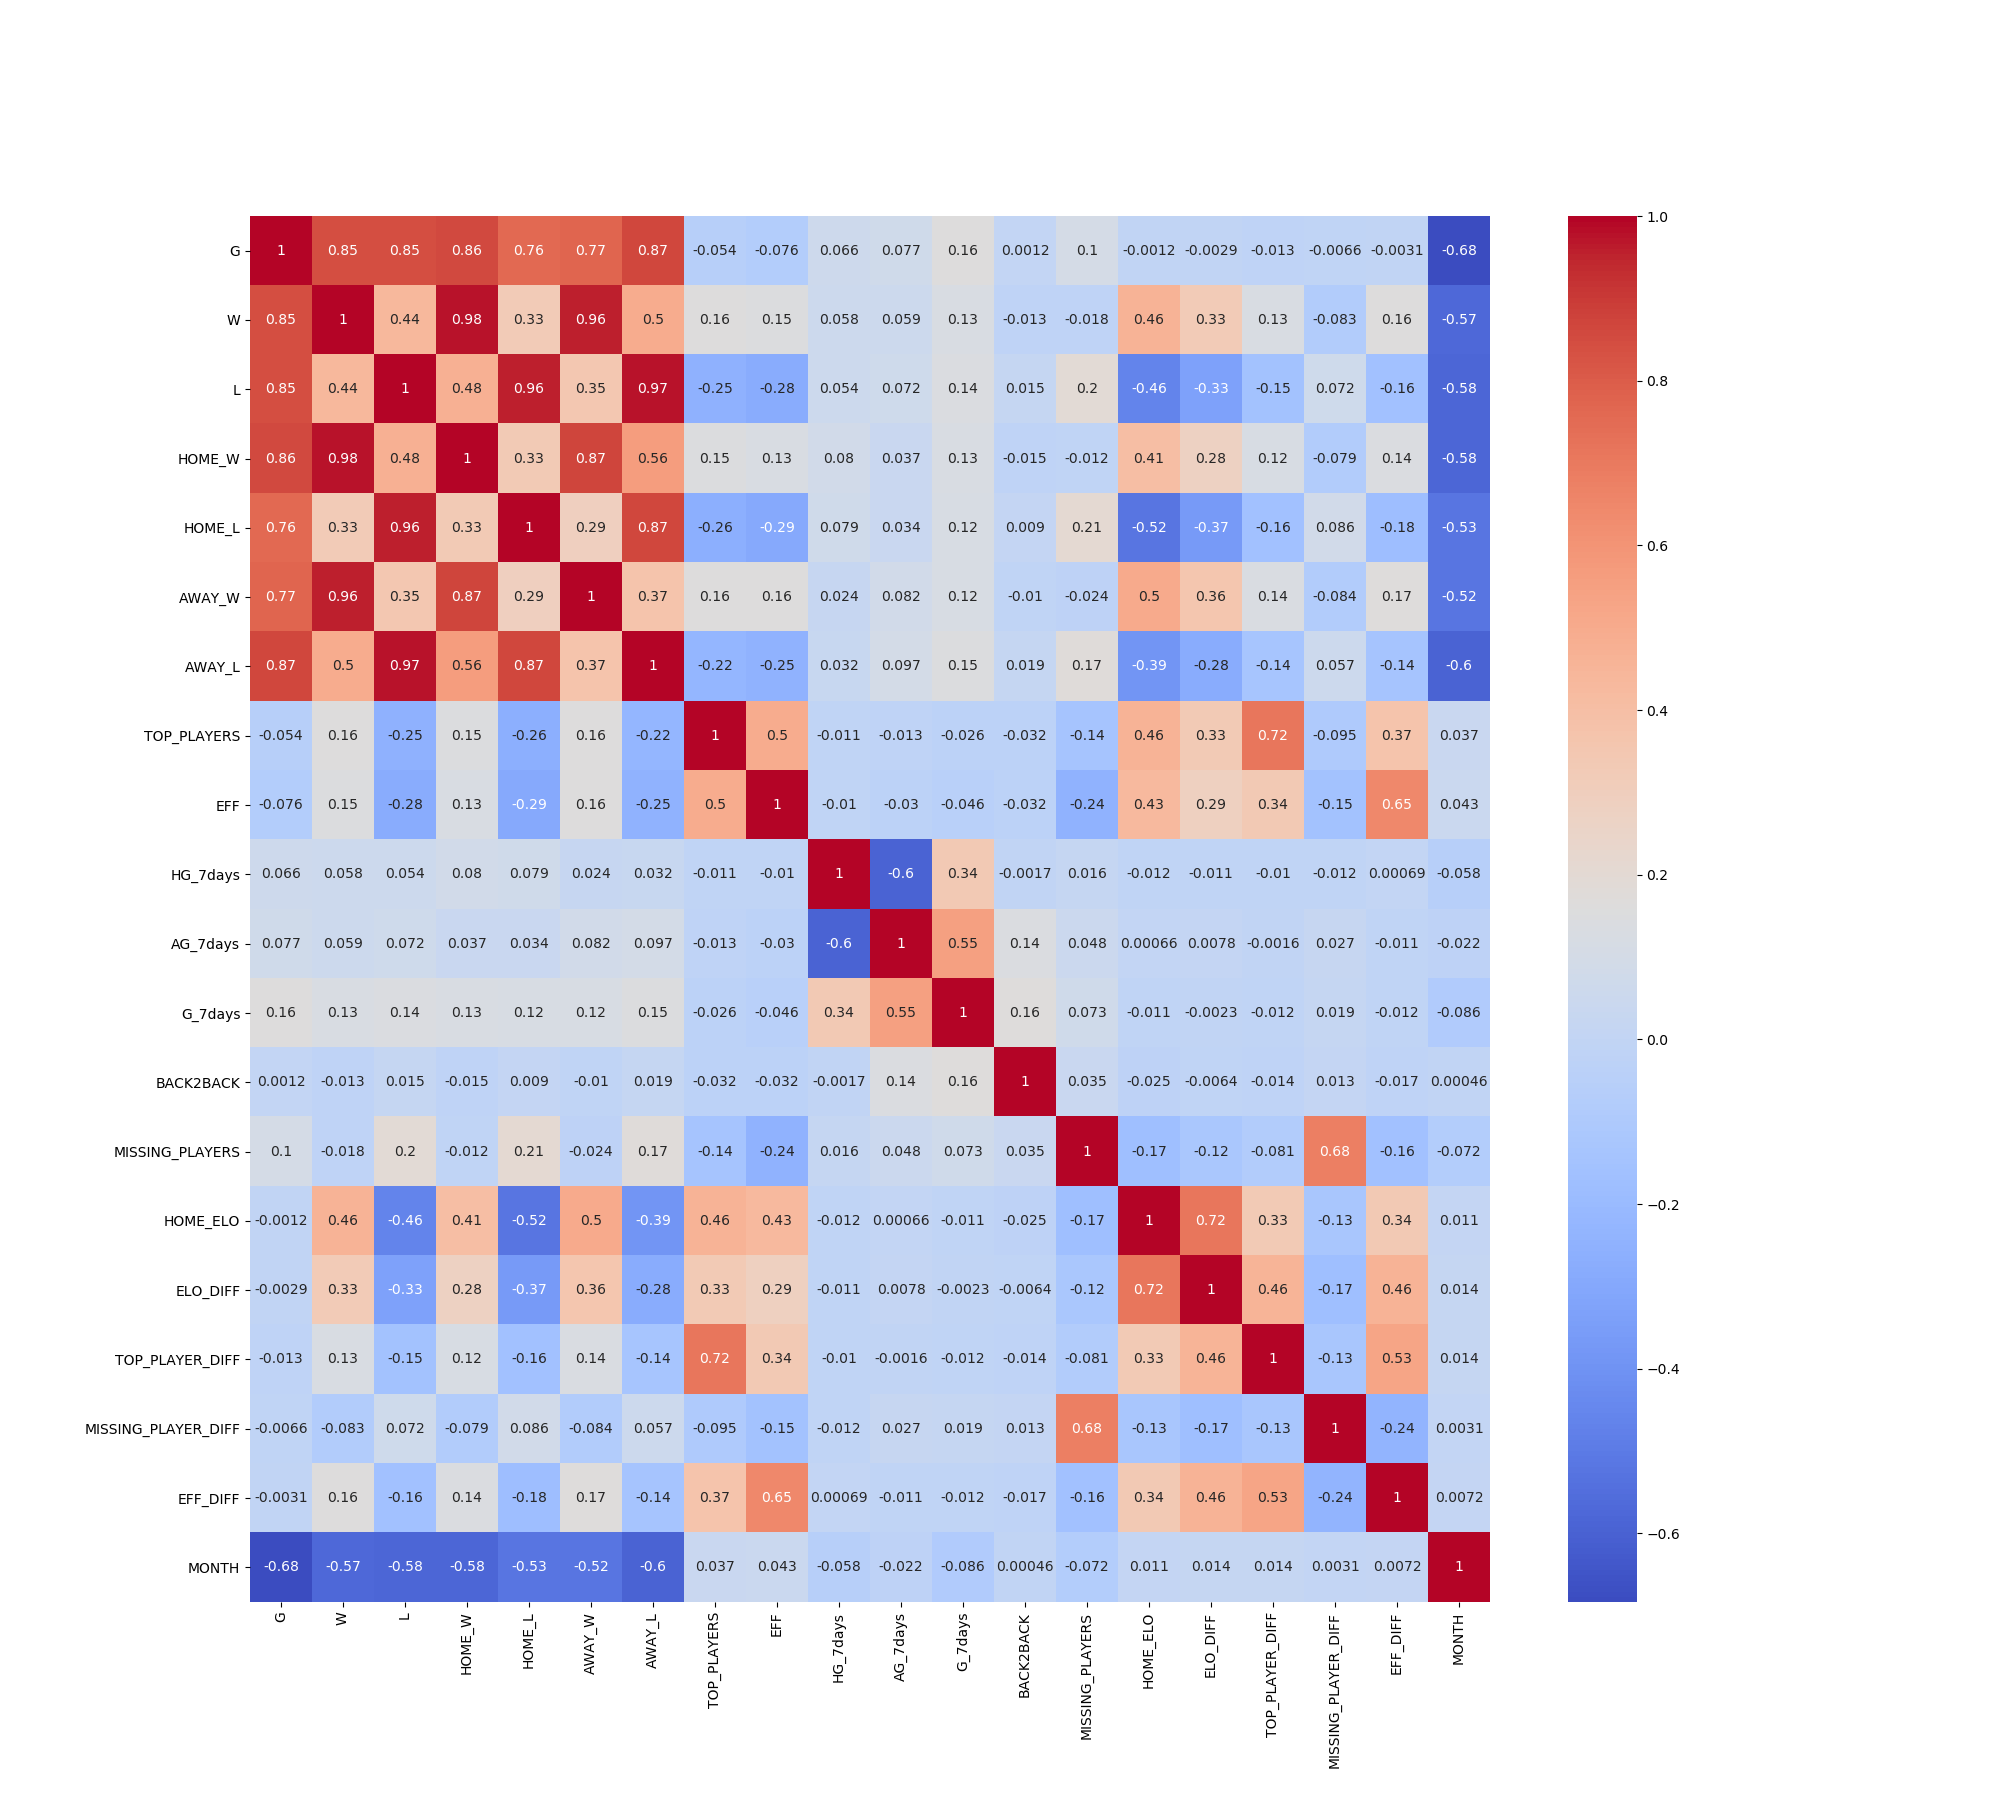 G 1 0.85 0.85 0.86 0.76 0.77 0.87 -0.054 -0.076 0.066 0.077 0.16 0.0012 0.1 -0.0012 -0.0029 -0.013 -0.0066 -0.0031 -0.68
W 0.85 1 0.44 0.98 0.33 0.96 0.5 0.16 0.15 0.058 0.059 0.13 -0.013 -0.018 0.46 0.33 0.13 -0.083 0.16 -0.57
L 0.85 0.44 1 0.48 0.96 0.35 0.97 -0.25 -0.28 0.054 0.072 0.14 0.015 0.2 -0.46 -0.33 -0.15 0.072 -0.16 -0.58
HOME_W 0.86 0.98 0.48 1 0.33 0.87 0.56 0.15 0.13 0.08 0.037 0.13 -0.015 -0.012 0.41 0.28 0.12 -0.079 0.14 -0.58
HOME_L 0.76 0.33 0.96 0.33 1 0.29 0.87 -0.26 -0.29 0.079 0.034 0.12 0.009 0.21 -0.52 -0.37 -0.16 0.086 -0.18 -0.53
AWAY_W 0.77 0.96 0.35 0.87 0.29 1 0.37 0.16 0.16 0.024 0.082 0.12 -0.01 -0.024 0.5 0.36 0.14 -0.084 0.17 -0.52
AWAY_L 0.87 0.5 0.97 0.56 0.87 0.37 1 -0.22 -0.25 0.032 0.097 0.15 0.019 0.17 -0.39 -0.28 -0.14 0.057 -0.14 -0.6
TOP_PLAYERS -0.054 0.16 -0.25 0.15 -0.26 0.16 -0.22 1 0.5 -0.011 -0.013 -0.026 -0.032 -0.14 0.46 0.33 0.72 -0.095 0.37 0.037
EFF -0.076 0.15 -0.28 0.13 -0.29 0.16 -0.25 0.5 1 -0.01 -0.03 -0.046 -0.032 -0.24 0.43 0.29 0.34 -0.15 0.65 0.043
HG_7days 0.066 0.058 0.054 0.08 0.079 0.024 0.032 -0.011 -0.01 1 -0.6 0.34 -0.0017 0.016 -0.012 -0.011 -0.01 -0.012 0.00069 -0.058
AG_7days 0.077 0.059 0.072 0.037 0.034 0.082 0.097 -0.013 -0.03 -0.6 1 0.55 0.14 0.048 0.00066 0.0078 -0.0016 0.027 -0.011 -0.022
G_7days 0.16 0.13 0.14 0.13 0.12 0.12 0.15 -0.026 -0.046 0.34 0.55 1 0.16 0.073 -0.011 -0.0023 -0.012 0.019 -0.012 -0.086
BACK2BACK 0.0012 -0.013 0.015 -0.015 0.009 -0.01 0.019 -0.032 -0.032 -0.0017 0.14 0.16 1 0.035 -0.025 -0.0064 -0.014 0.013 -0.017 0.00046
MISSING_PLAYERS 0.1 -0.018 0.2 -0.012 0.21 -0.024 0.17 -0.14 -0.24 0.016 0.048 0.073 0.035 1 -0.17 -0.12 -0.081 0.68 -0.16 -0.072
HOME_ELO -0.0012 0.46 -0.46 0.41 -0.52 0.5 -0.39 0.46 0.43 -0.012 0.00066 -0.011 -0.025 -0.17 1 0.72 0.33 -0.13 0.34 0.011
ELO_DIFF -0.0029 0.33 -0.33 0.28 -0.37 0.36 -0.28 0.33 0.29 -0.011 0.0078 -0.0023 -0.0064 -0.12 0.72 1 0.46 -0.17 0.46 0.014
TOP_PLAYER_DIFF -0.013 0.13 -0.15 0.12 -0.16 0.14 -0.14 0.72 0.34 -0.01 -0.0016 -0.012 -0.014 -0.081 0.33 0.46 1 -0.13 0.53 0.014
MISSING_PLAYER_DIFF -0.0066 -0.083 0.072 -0.079 0.086 -0.084 0.057 -0.095 -0.15 -0.012 0.027 0.019 0.013 0.68 -0.13 -0.17 -0.13 1 -0.24 0.0031
EFF_DIFF -0.0031 0.16 -0.16 0.14 -0.18 0.17 -0.14 0.37 0.65 0.00069 -0.011 -0.012 -0.017 -0.16 0.34 0.46 0.53 -0.24 1 0.0072
MONTH -0.68 -0.57 -0.58 -0.58 -0.53 -0.52 -0.6 0.037 0.043 -0.058 -0.022 -0.086 0.00046 -0.072 0.011 0.014 0.014 0.0031 0.0072 1
G W L HOME_W HOME_L AWAY_W AWAY_L TOP_PLAYERS EFF HG_7days AG_7days G_7days BACK2BACK MISSING_PLAYERS HOME_ELO ELO_DIFF TOP_PLAYER_DIFF MISSING_PLAYER_DIFF EFF_DIFF MONTH
1.0
0.8
0.6
0.4
0.2
0.0
−0.2
−0.4
−0.6